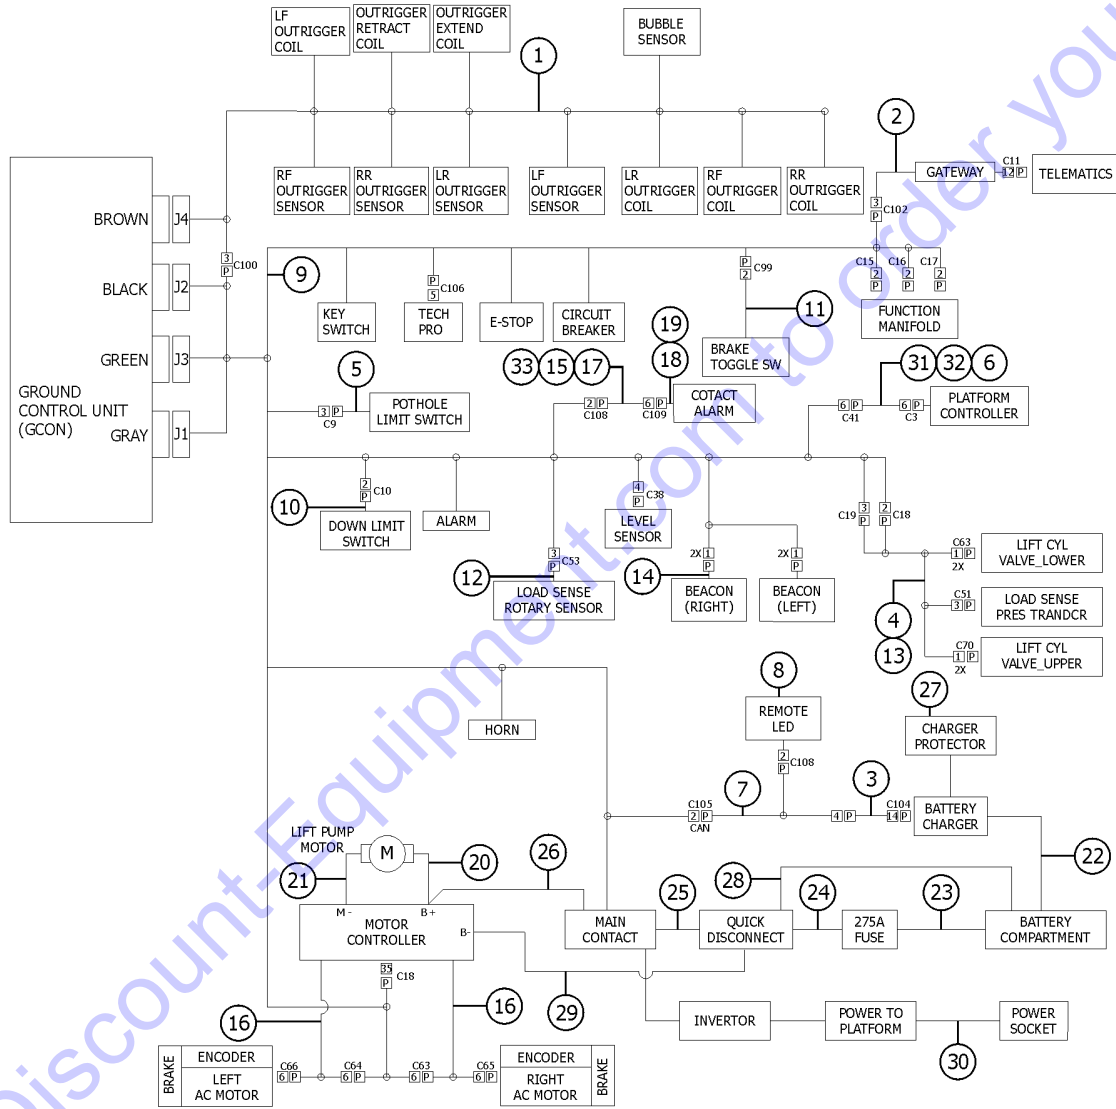 LF
OUTRIGGER
COIL
OUTRIGGER
RETRACT
COIL
OUTRIGGER
EXTEND
COIL
BUBBLE
SENSOR
1
2
RF
OUTRIGGER
SENSOR
RR
OUTRIGGER
SENSOR
LR
OUTRIGGER
SENSOR
LF
OUTRIGGER
SENSOR
LR
OUTRIGGER
COIL
RF
OUTRIGGER
COIL
RR
OUTRIGGER
COIL
GATEWAY
C11
12 P
TELEMATICS
3
P
C102
GROUND
CONTROL UNIT
(GCON)
BROWN
J4
BLACK
J2
GREEN
J3
GRAY
J1
3
P
C100
9
KEY
SWITCH
P
5
C106
TECH
PRO
E-STOP
CIRCUIT
BREAKER
P
2
C99
11
BRAKE
TOGGLE SW
C15
2
P
C16
2
P
C17
2
P
FUNCTION
MANIFOLD
5
3 P
C9
POTHOLE
LIMIT SWITCH
33
15
17
19
18
2 P
C108
6 P
C109
COTACT
ALARM
31
32
6
6 P
C41
6 P
C3
PLATFORM
CONTROLLER
10
2
P
C10
DOWN LIMIT
SWITCH
ALARM
12
3
P
C53
LOAD SENSE
ROTARY SENSOR
4
P
C38
LEVEL
SENSOR
14
2X
1
P
BEACON
(RIGHT)
2X
1
P
BEACON
(LEFT)
C19
3
P
2
P
C18
4
13
C63
1 P
2X
LIFT CYL
VALVE_LOWER
C51
3 P
LOAD SENSE
PRES TRANDCR
C70
1 P
2X
LIFT CYL
VALVE_UPPER
HORN
8
REMOTE
LED
2
P
C108
27
CHARGER
PROTECTOR
C105
2 P
CAN
7
4 P
3
C104
14 P
BATTERY
CHARGER
22
LIFT PUMP
MOTOR
M
21
20
26
M -
B+
B-
MOTOR
CONTROLLER
MAIN
CONTACT
25
28
QUICK
DISCONNECT
24
275A
FUSE
23
BATTERY
COMPARTMENT
35
P
C18
16
16
29
INVERTOR
POWER TO
PLATFORM
30
POWER
SOCKET
BRAKE
ENCODER
LEFT
AC MOTOR
C66
6 P
C64
6 P
C63
6 P
C65
6 P
ENCODER
RIGHT
AC MOTOR
BRAKE
Discount-Equipment.com to order you